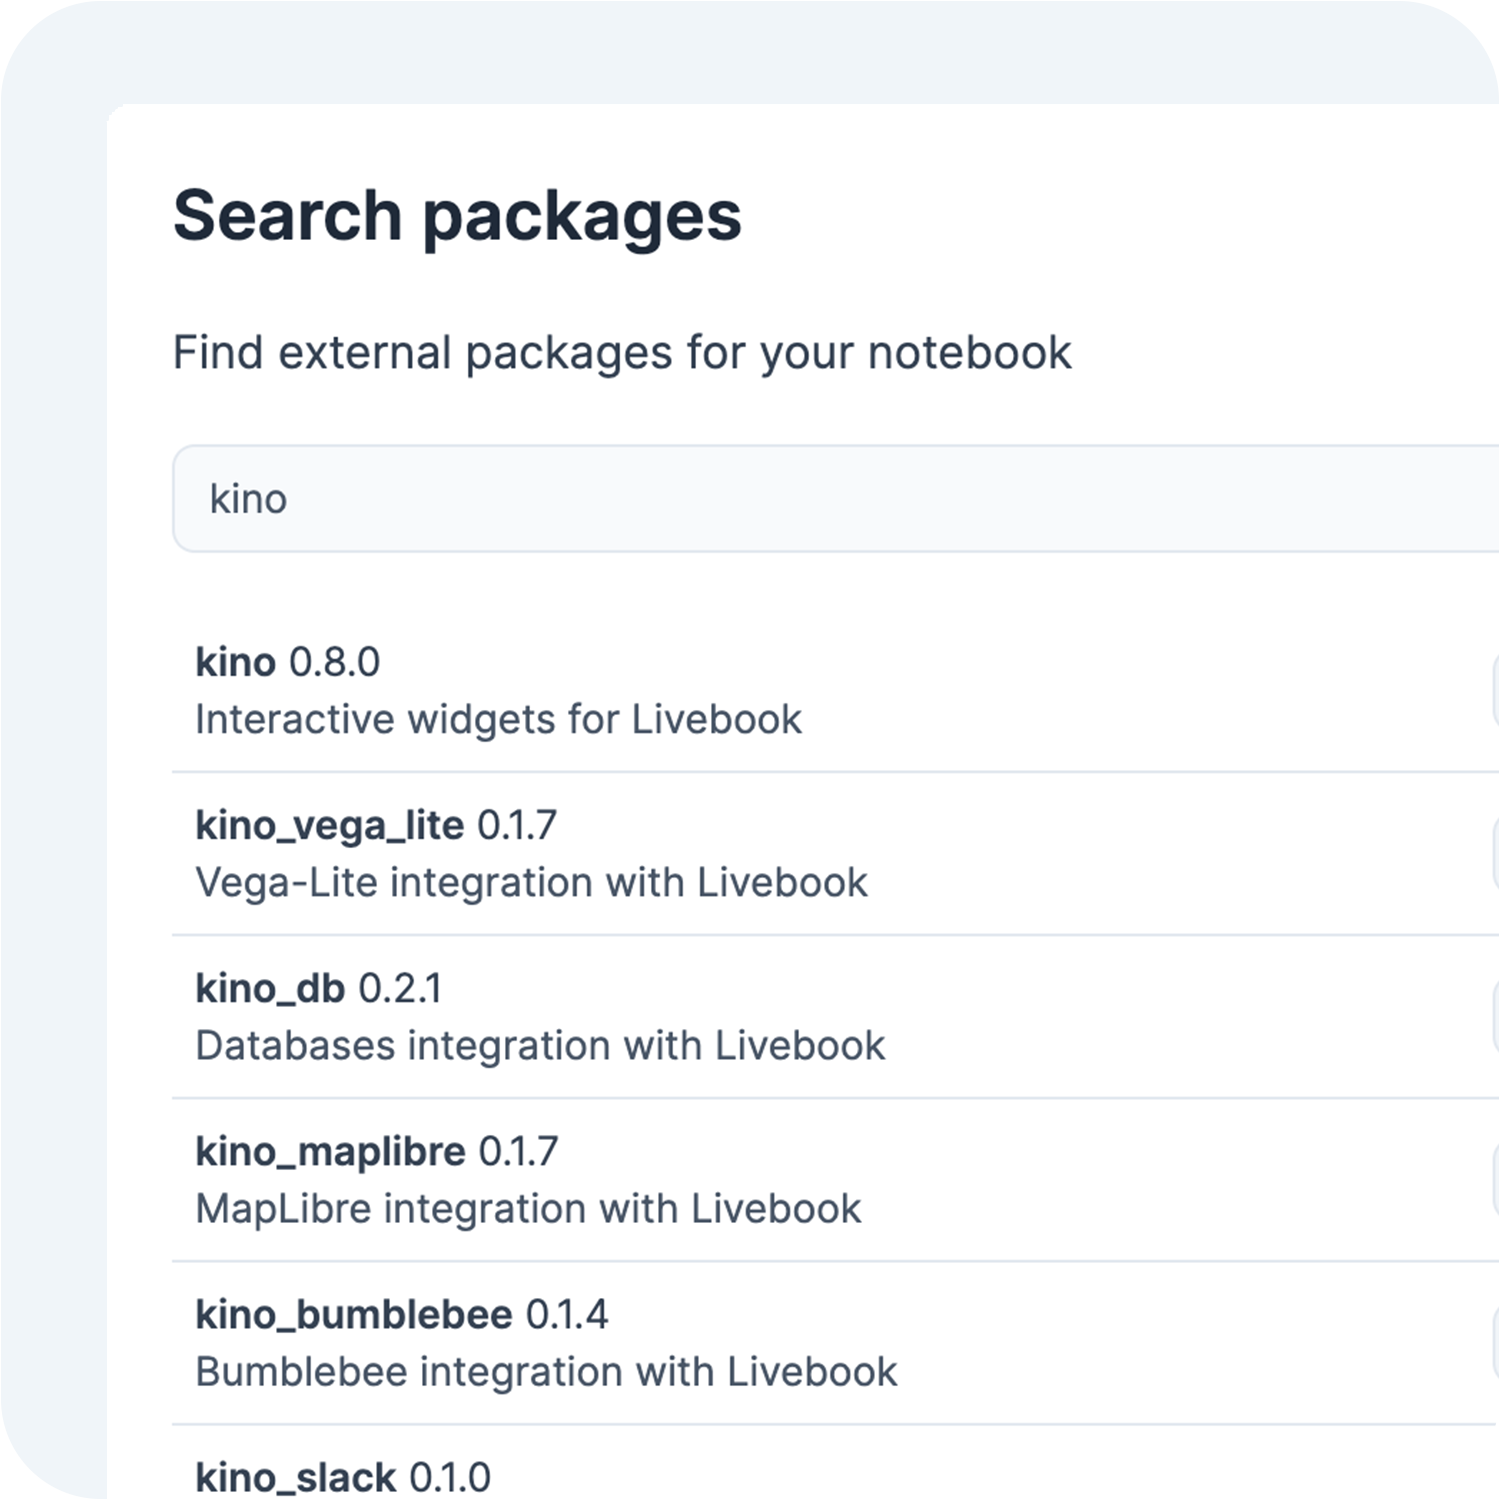 Search packages
Find external packages for your notebook
kino
kino 0.8.0
Interactive widgets for Livebook
kino_vega_lite 0.1.7
Vega-Lite integration with Livebook
kino_db 0.2.1
Databases integration with Livebook
kino_maplibre 0.1.7
MapLibre integration with Livebook
kino_bumblebee 0.1.4
Bumblebee integration with Livebook
kino_slack 0.1.0